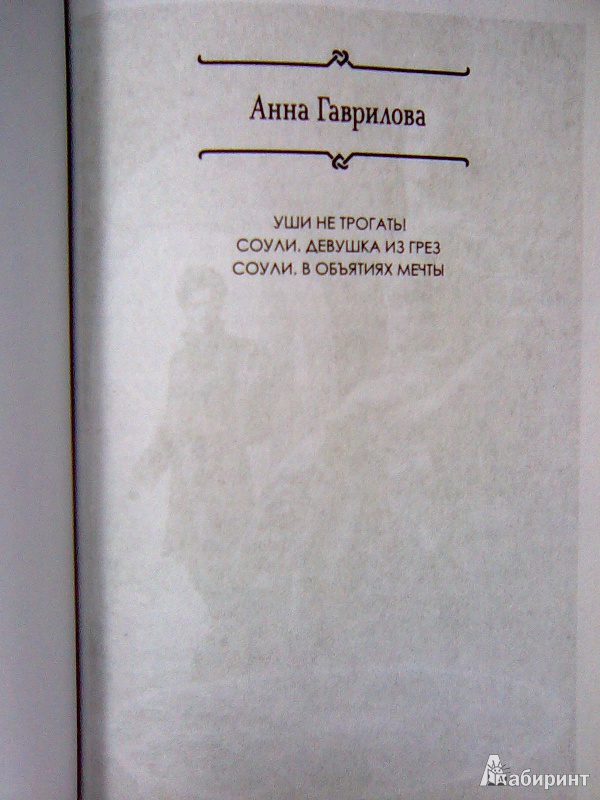 Анна Гаврилова
УШИ НЕ ТРОГАТЬ!
СОУЛИ. ДЕВУШКА ИЗ ГРЕЗ
СОУЛИ. В ОБЪЯТИЯХ МЕЧТЫ
Лабиринт